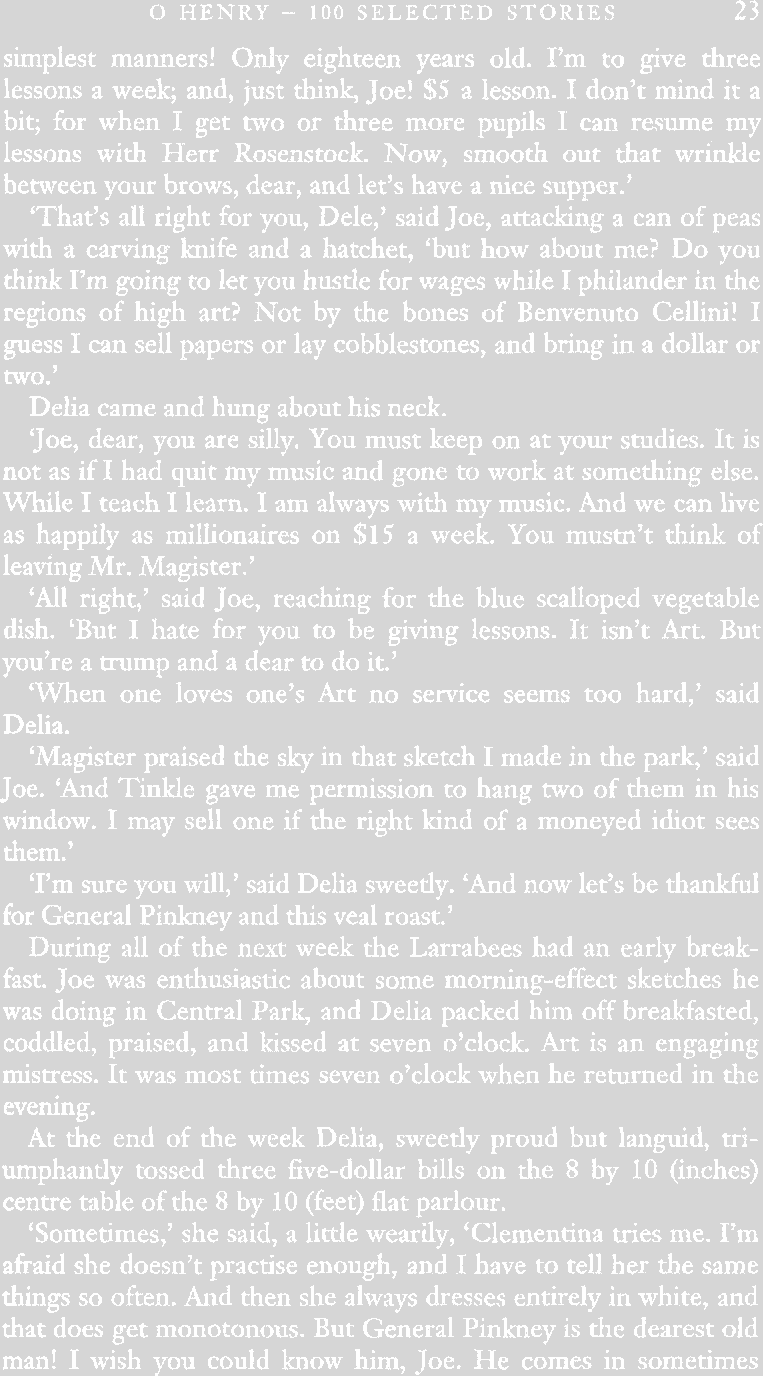 O HENRY – 100 SELECTED STORIES 23
simplest manners! Only eighteen years old. I'm to give three
lessons a week; and, just think, Joe! $5 a lesson. I don't mind it a
bit; for when I get two or three more pupils I can resume my
lessons with Herr Rosenstock. Now, smooth out that wrinkle
between your brows, dear, and let's have a nice supper.'
'That's all right for you, Dele,' said Joe, attacking a can of peas
with a carving knife and a hatchet, 'but how about me? Do you
think I'm going to let you hustle for wages while I philander in the
regions of high art? Not by the bones of Benvenuto Cellini! I
guess I can sell papers or lay cobblestones, and bring in a dollar or
two.'
Delia came and hung about his neck.
'Joe, dear, you are silly. You must keep on at your studies. It is
not as if I had quit my music and gone to work at something else.
While I teach I learn. I am always with my music. And we can live
as happily as millionaires on $15 a week. You mustn't think of
leaving Mr. Magister.'
'All right,' said Joe, reaching for the blue scalloped vegetable
dish. 'But I hate for you to be giving lessons. It isn't Art. But
you're a trump and a dear to do it.'
'When one loves one's Art no service seems too hard,' said
Delia.
'Magister praised the sky in that sketch I made in the park,' said
Joe. 'And Tinkle gave me permission to hang two of them in his
window. I may sell one if the right kind of a moneyed idiot sees
them.'
'I'm sure you will,' said Delia sweetly. 'And now let's be thankful
for General Pinkney and this veal roast.'
During all of the next week the Larrabees had an early break-
fast. Joe was enthusiastic about some morning-effect sketches he
was doing in Central Park, and Delia packed him off breakfasted,
coddled, praised, and kissed at seven o'clock. Art is an engaging
mistress. It was most times seven o'clock when he returned in the
evening.
At the end of the week Delia, sweetly proud but languid, tri-
umphantly tossed three five-dollar bills on the 8 by 10 (inches)
centre table of the 8 by 10 (feet) flat parlour.
'Sometimes,' she said, a little wearily, 'Clementina tries me. I'm
afraid she doesn't practise enough, and I have to tell her the same
things so often. And then she always dresses entirely in white, and
that does get monotonous. But General Pinkney is the dearest old
man! I wish you could know him, Joe. He comes in sometimes